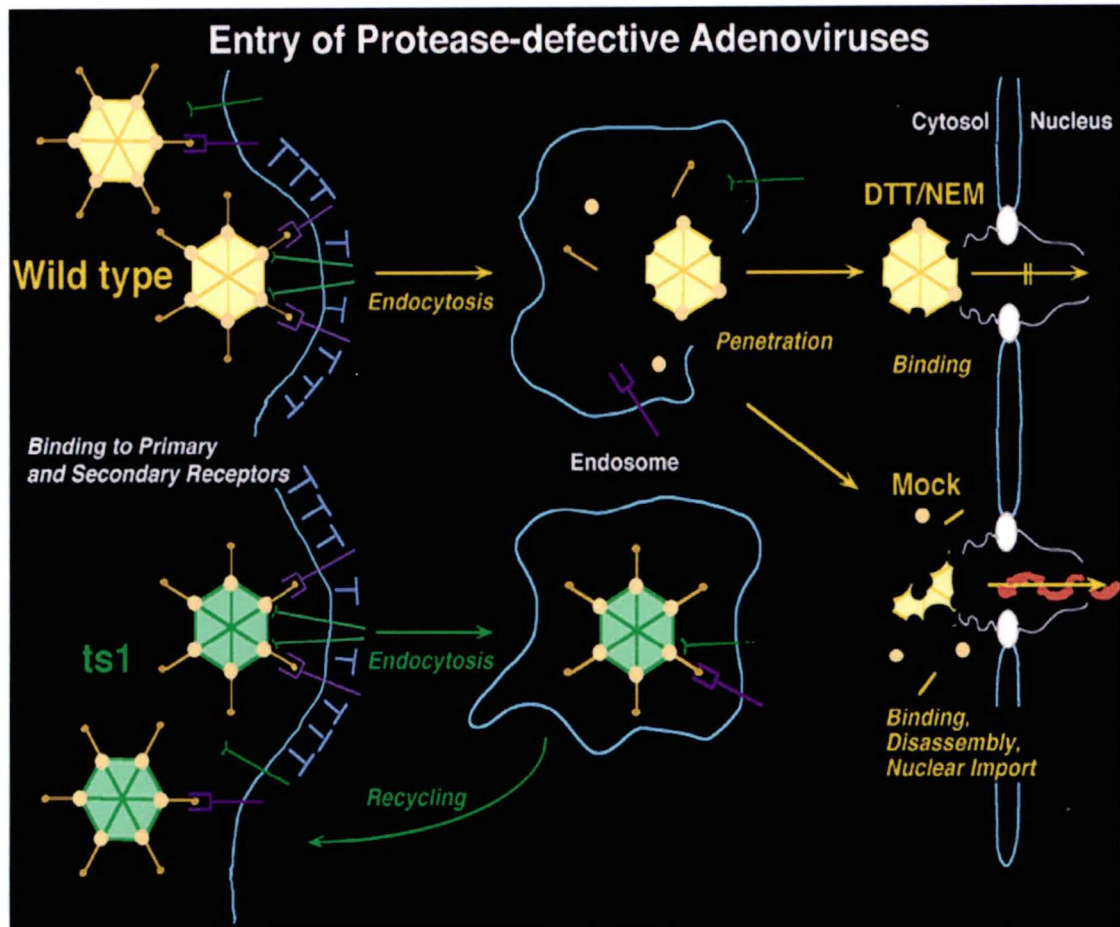 Entry of Protease-defective Adenoviruses
Cytosol
Nucleus
DTT/NEM
Wild type
Endocytosis
Penetration
Binding
Binding to Primary
and Secondary Receptors
Endosome
Mock
ts1
Endocytosis
Binding,
Disassembly,
Nuclear Import
Recycling